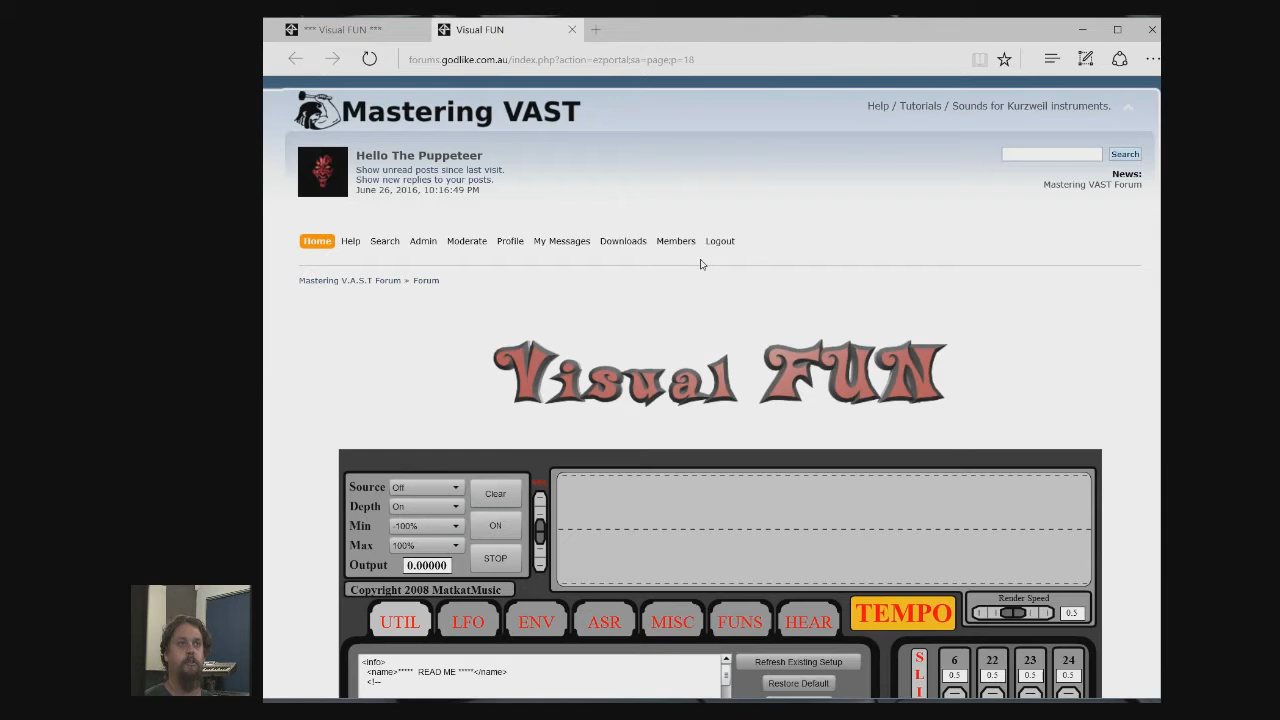 *** Visual FUN ***
Visual FUN
forums.godlike.com.au/index.php?action=ezportal;sa=page;p=18
Mastering VAST
Help / Tutorials / Sounds for Kurzweil instruments.
Hello The Puppeteer
Show unread posts since last visit.
Show new replies to your posts.
June 26, 2016, 10:16:49 PM
Search
News:
Mastering VAST Forum
Home Help Search Admin Moderate Profile My Messages Downloads Members Logout
Mastering V.A.S.T Forum » Forum
Visual FUN
Source Off Clear
Depth On
Min -100% ON
Max 100%
Output 0.00000 STOP
Copyright 2008 MatkatMusic
Render Speed
0.5
UTIL LFO ENV ASR MISC FUNS HEAR TEMPO
<info>
<name>***** READ ME *****</name>
<!--
Refresh Existing Setup
Restore Default
S
L
I
6 22 23 24
0.5 0.5 0.5 0.5